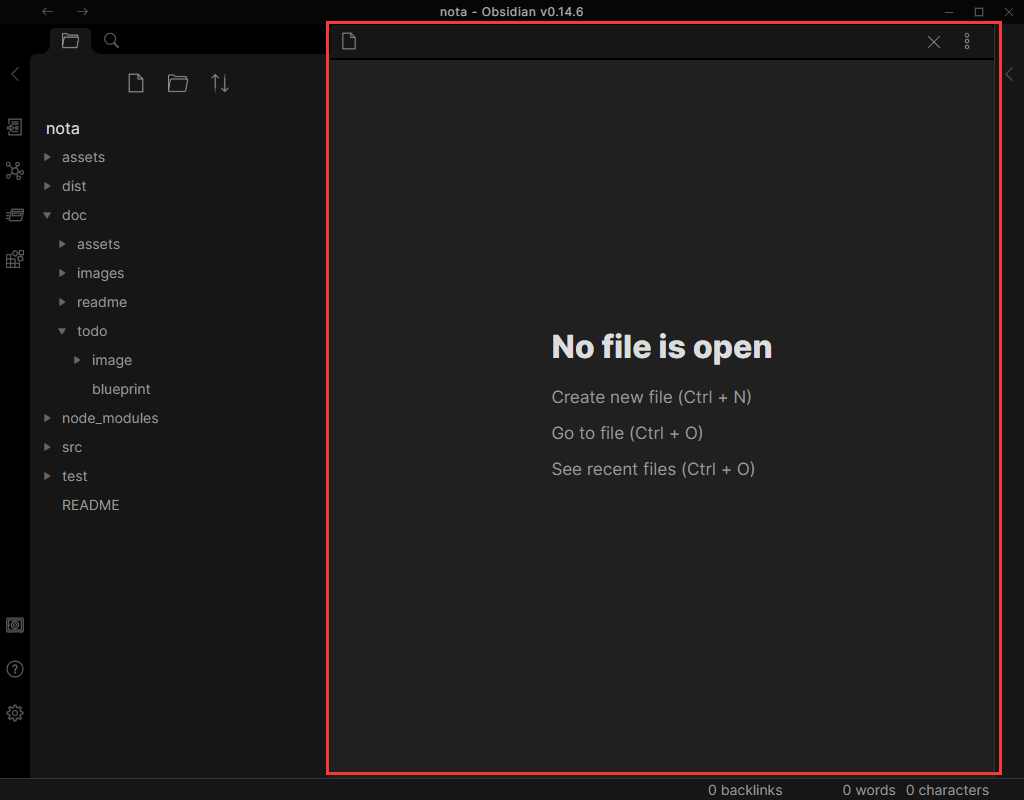 nota - Obsidian v0.14.6
nota
assets
dist
doc
assets
images
readme
todo
image
blueprint
node_modules
src
test
README
No file is open
Create new file (Ctrl + N)
Go to file (Ctrl + O)
See recent files (Ctrl + O)
0 backlinks
0 words
0 characters